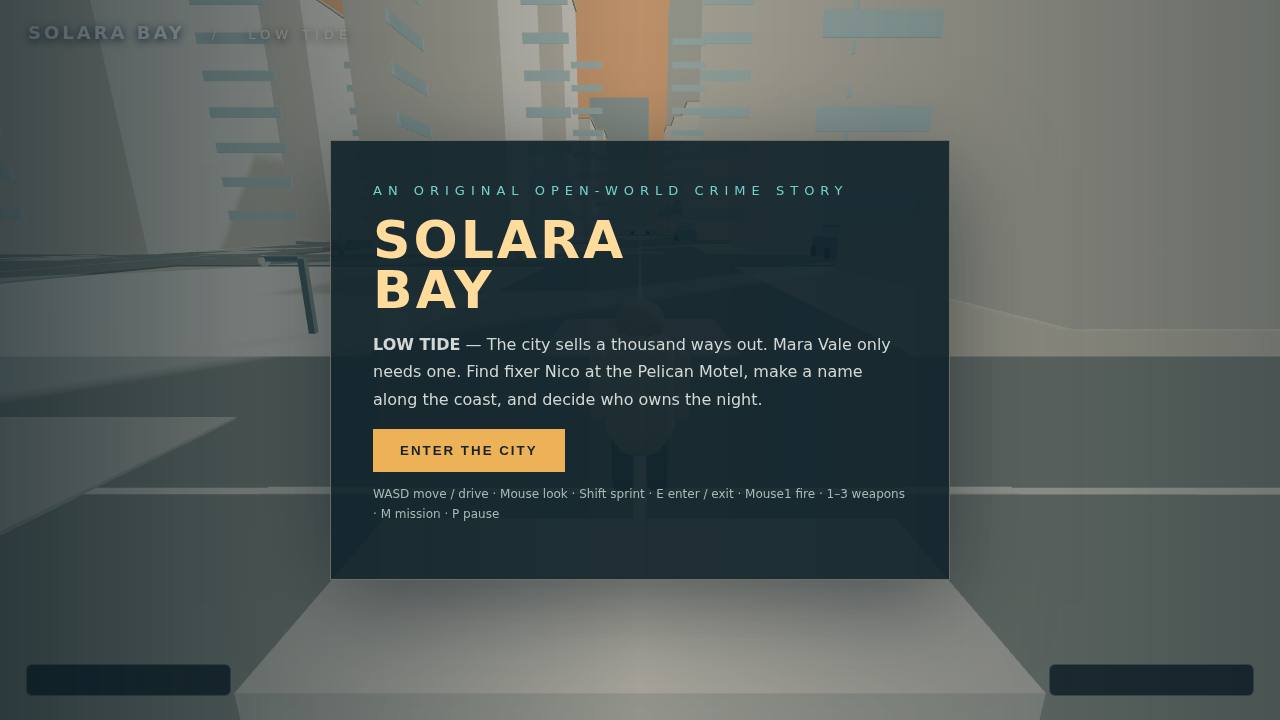 SOLARA BAY / LOW TIDE
AN ORIGINAL OPEN-WORLD CRIME STORY
SOLARA
BAY
LOW TIDE — The city sells a thousand ways out. Mara Vale only
needs one. Find fixer Nico at the Pelican Motel, make a name
along the coast, and decide who owns the night.
ENTER THE CITY
WASD move / drive · Mouse look · Shift sprint · E enter / exit · Mouse1 fire · 1–3 weapons
· M mission · P pause